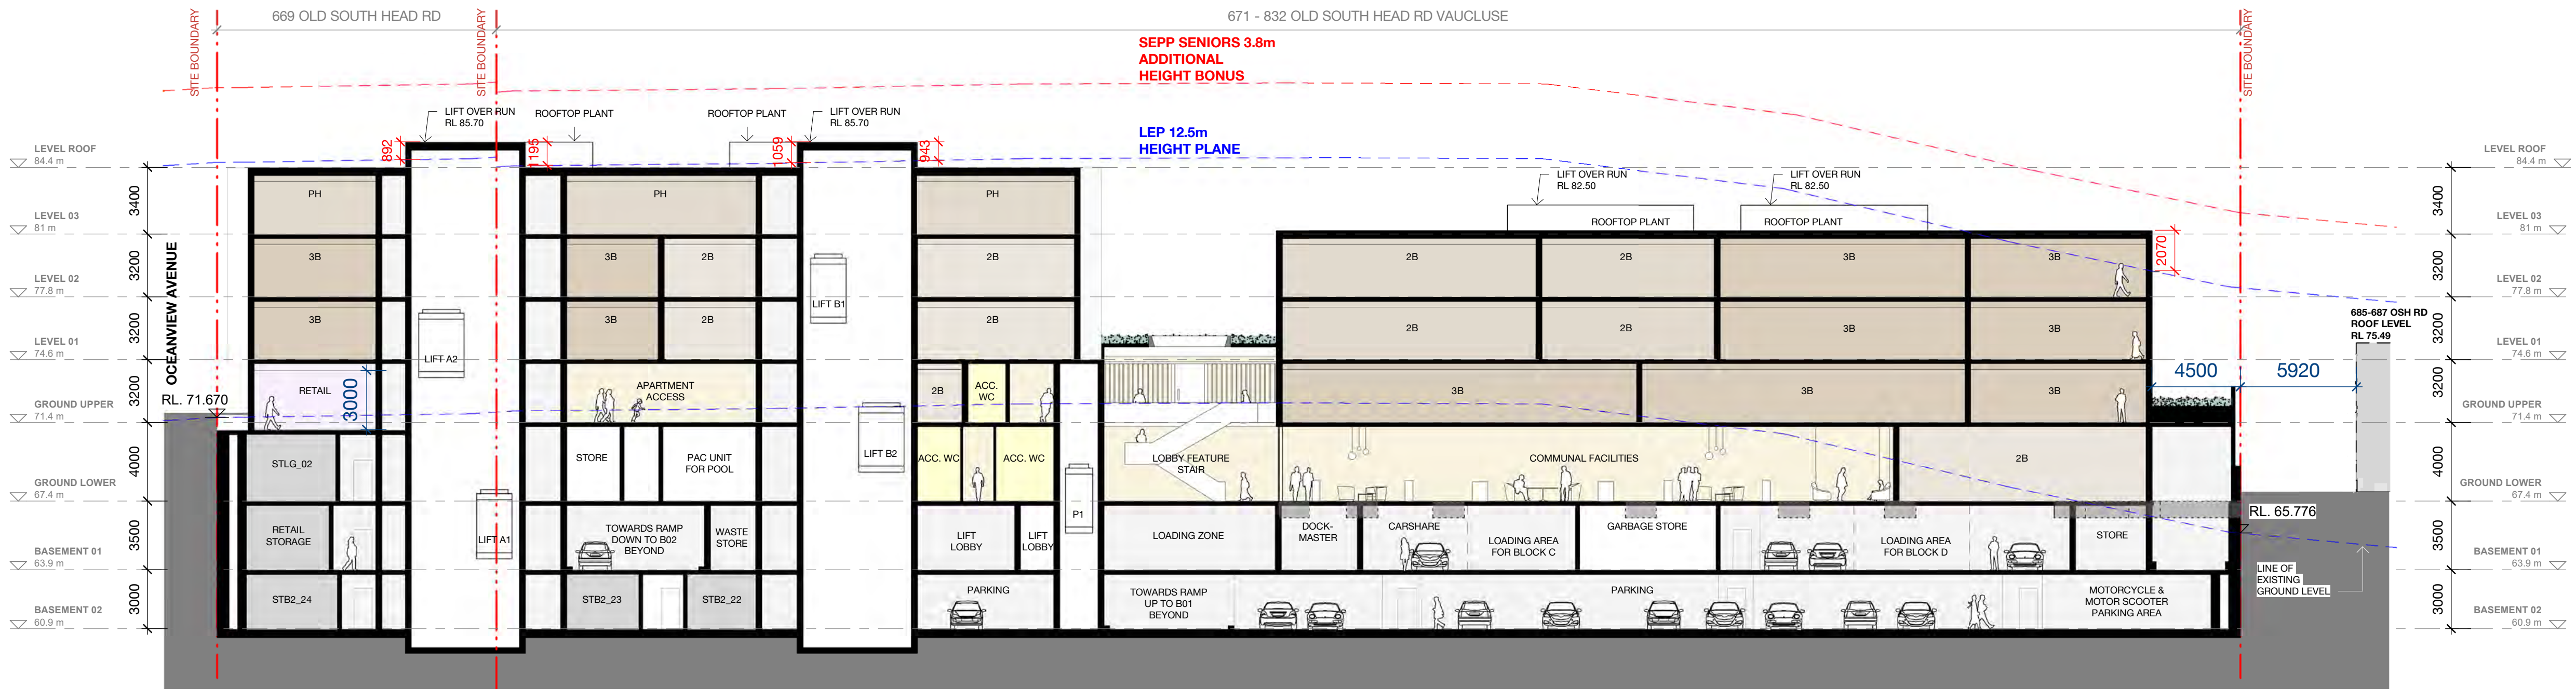 669 OLD SOUTH HEAD RD
671 - 832 OLD SOUTH HEAD RD VAUCLUSE
SITE BOUNDARY
SITE BOUNDARY
SITE BOUNDARY
SEPP SENIORS 3.8m
ADDITIONAL
HEIGHT BONUS
LEP 12.5m
HEIGHT PLANE
LIFT OVER RUN
RL 85.70
ROOFTOP PLANT
ROOFTOP PLANT
LIFT OVER RUN
RL 85.70
892
1195
1059
943
LIFT OVER RUN
RL 82.50
LIFT OVER RUN
RL 82.50
ROOFTOP PLANT
ROOFTOP PLANT
LEVEL ROOF
84.4 m
LEVEL 03
81 m
LEVEL 02
77.8 m
LEVEL 01
74.6 m
GROUND UPPER
71.4 m
GROUND LOWER
67.4 m
BASEMENT 01
63.9 m
BASEMENT 02
60.9 m
3400
3200
3200
3200
4000
3500
3000
OCEANVIEW AVENUE
RL. 71.670
PH
PH
PH
3B
3B
2B
2B
2B
2B
3B
3B
2070
3B
3B
2B
2B
2B
2B
3B
3B
LIFT A2
LIFT B1
RETAIL
3000
APARTMENT
ACCESS
2B
ACC.
WC
3B
3B
3B
4500
5920
685-687 OSH RD
ROOF LEVEL
RL 75.49
STLG_02
STORE
PAC UNIT
FOR POOL
LIFT B2
ACC. WC
ACC. WC
LOBBY FEATURE
STAIR
COMMUNAL FACILITIES
2B
RETAIL
STORAGE
LIFT A1
TOWARDS RAMP
DOWN TO B02
BEYOND
WASTE
STORE
LIFT
LOBBY
LIFT
LOBBY
P1
LOADING ZONE
DOCK-
MASTER
CARSHARE
LOADING AREA
FOR BLOCK C
GARBAGE STORE
LOADING AREA
FOR BLOCK D
STORE
RL. 65.776
STB2_24
STB2_23
STB2_22
PARKING
TOWARDS RAMP
UP TO B01
BEYOND
PARKING
MOTORCYCLE &
MOTOR SCOOTER
PARKING AREA
LINE OF
EXISTING
GROUND LEVEL
3400
3200
3200
3200
4000
3500
3000
LEVEL ROOF
84.4 m
LEVEL 03
81 m
LEVEL 02
77.8 m
LEVEL 01
74.6 m
GROUND UPPER
71.4 m
GROUND LOWER
67.4 m
BASEMENT 01
63.9 m
BASEMENT 02
60.9 m